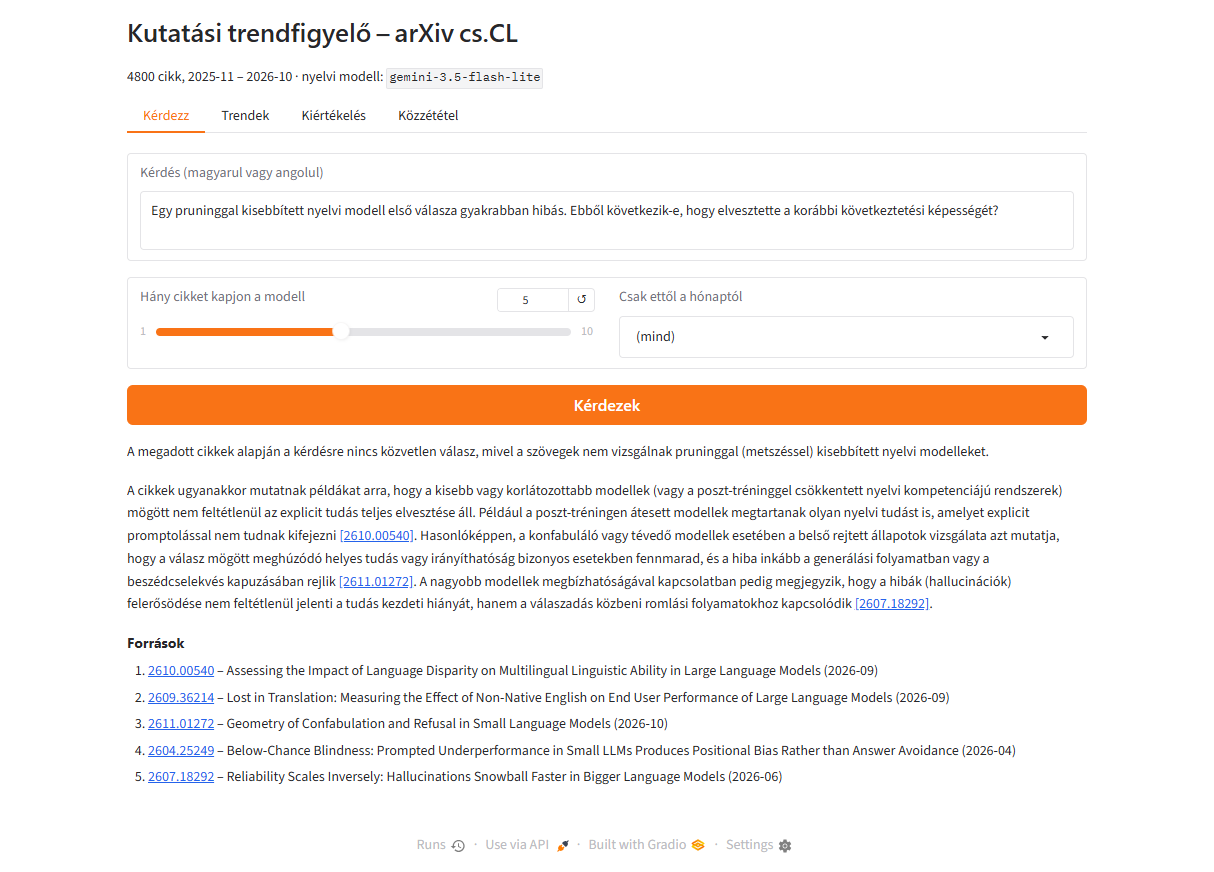 Kutatási trendfigyelő – arXiv cs.CL
4800 cikk, 2025-11 – 2026-10 · nyelvi modell: gemini-3.5-flash-lite
Kérdezz Trendek Kiértékelés Közzététel
Kérdés (magyarul vagy angolul)
Egy pruninggal kisebbített nyelvi modell első válasza gyakrabban hibás. Ebből következik-e, hogy elvesztette a korábbi következtetési képességét?
Hány cikket kapjon a modell 5 ↺ Csak ettől a hónaptól
1 10 (mind)
Kérdezek
A megadott cikkek alapján a kérdésre nincs közvetlen válasz, mivel a szövegek nem vizsgálnak pruninggal (metszéssel) kisebbített nyelvi modelleket.
A cikkek ugyanakkor mutatnak példákat arra, hogy a kisebb vagy korlátozottabb modellek (vagy a poszt-tréninggel csökkentett nyelvi kompetenciájú rendszerek)
mögött nem feltétlenül az explicit tudás teljes elvesztése áll. Például a poszt-tréningen átesett modellek megtartanak olyan nyelvi tudást is, amelyet explicit
promptolással nem tudnak kifejezni [2610.00540]. Hasonlóképpen, a konfabuláló vagy tévedő modellek esetében a belső rejtett állapotok vizsgálata azt mutatja,
hogy a válasz mögött meghúzódó helyes tudás vagy irányíthatóság bizonyos esetekben fennmarad, és a hiba inkább a generálási folyamatban vagy a
beszédcselekvés kapuzásában rejlik [2611.01272]. A nagyobb modellek megbízhatóságával kapcsolatban pedig megjegyzik, hogy a hibák (hallucinációk)
felerősödése nem feltétlenül jelenti a tudás kezdeti hiányát, hanem a válaszadás közbeni romlási folyamatokhoz kapcsolódik [2607.18292].
Források
1. 2610.00540 – Assessing the Impact of Language Disparity on Multilingual Linguistic Ability in Large Language Models (2026-09)
2. 2609.36214 – Lost in Translation: Measuring the Effect of Non-Native English on End User Performance of Large Language Models (2026-09)
3. 2611.01272 – Geometry of Confabulation and Refusal in Small Language Models (2026-10)
4. 2604.25249 – Below-Chance Blindness: Prompted Underperformance in Small LLMs Produces Positional Bias Rather than Answer Avoidance (2026-04)
5. 2607.18292 – Reliability Scales Inversely: Hallucinations Snowball Faster in Bigger Language Models (2026-06)
Runs · Use via API · Built with Gradio · Settings